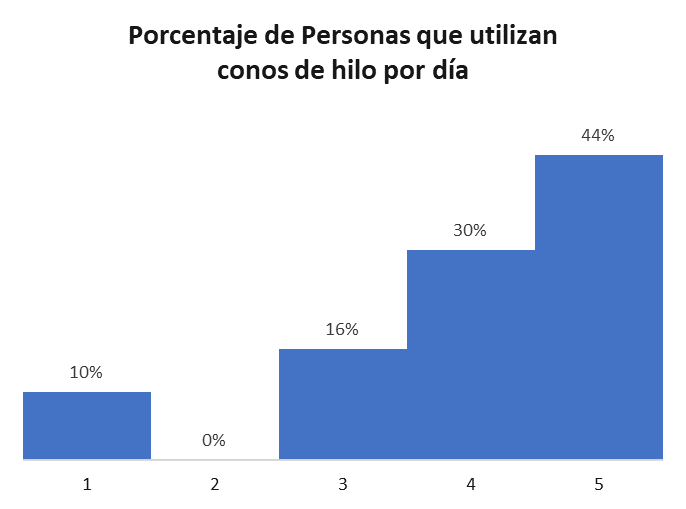 Porcentaje de Personas que utilizan
conos de hilo por día
44%
30%
16%
10%
0%
1 2 3 4 5